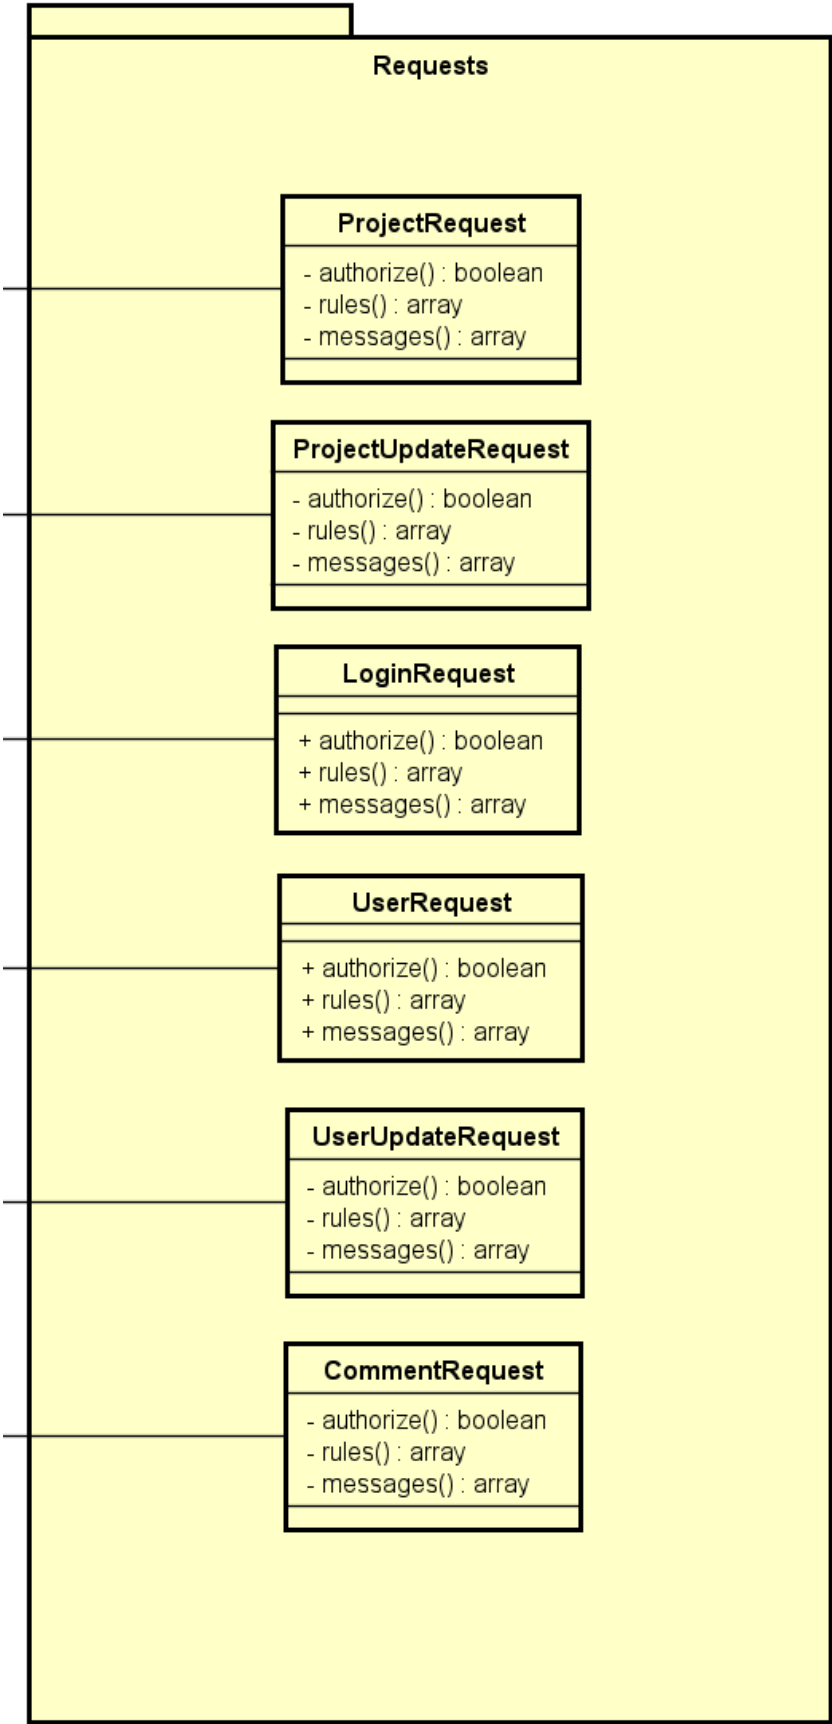 Requests
ProjectRequest
- authorize() : boolean
- rules() : array
- messages() : array
ProjectUpdateRequest
- authorize() : boolean
- rules() : array
- messages() : array
LoginRequest
+ authorize() : boolean
+ rules() : array
+ messages() : array
UserRequest
+ authorize() : boolean
+ rules() : array
+ messages() : array
UserUpdateRequest
- authorize() : boolean
- rules() : array
- messages() : array
CommentRequest
- authorize() : boolean
- rules() : array
- messages() : array